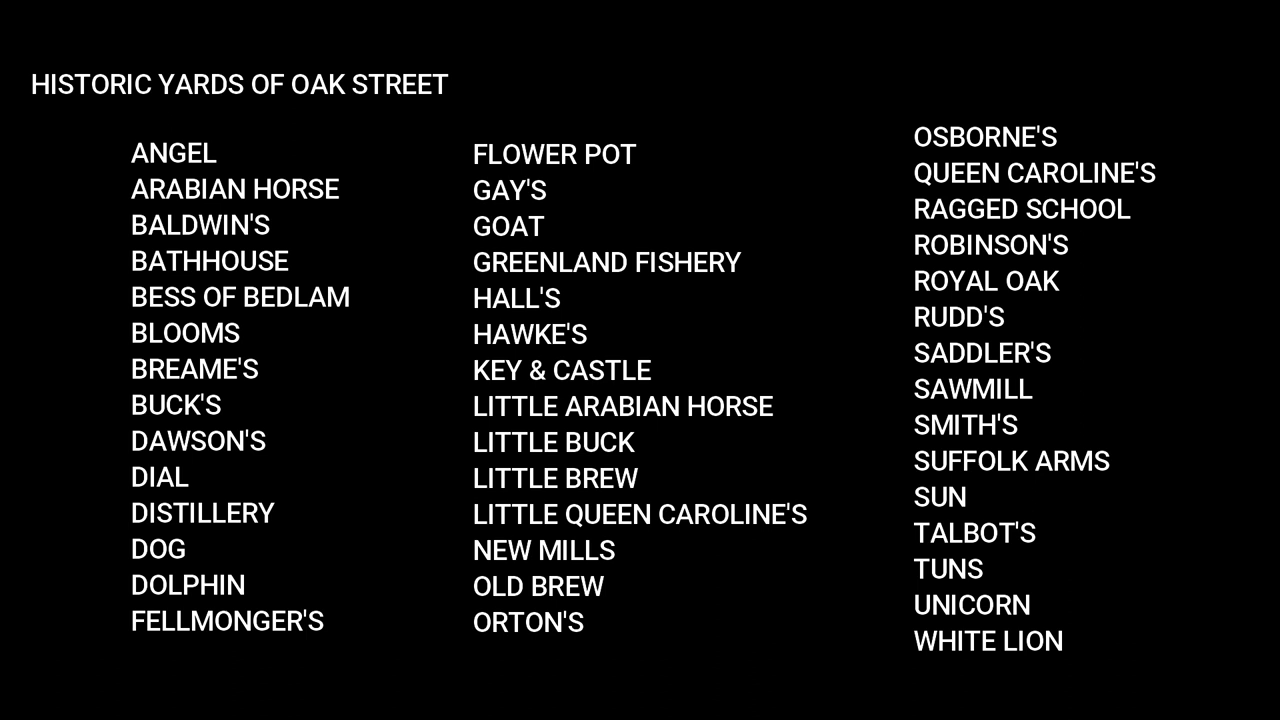 HISTORIC YARDS OF OAK STREET
ANGEL
ARABIAN HORSE
BALDWIN'S
BATHHOUSE
BESS OF BEDLAM
BLOOMS
BREAME'S
BUCK'S
DAWSON'S
DIAL
DISTILLERY
DOG
DOLPHIN
FELLMONGER'S
FLOWER POT
GAY'S
GOAT
GREENLAND FISHERY
HALL'S
HAWKE'S
KEY & CASTLE
LITTLE ARABIAN HORSE
LITTLE BUCK
LITTLE BREW
LITTLE QUEEN CAROLINE'S
NEW MILLS
OLD BREW
ORTON'S
OSBORNE'S
QUEEN CAROLINE'S
RAGGED SCHOOL
ROBINSON'S
ROYAL OAK
RUDD'S
SADDLER'S
SAWMILL
SMITH'S
SUFFOLK ARMS
SUN
TALBOT'S
TUNS
UNICORN
WHITE LION